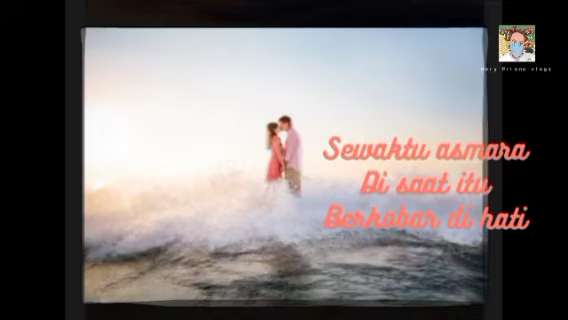 Sewaktu asmara
Di saat itu
Berkobar di hati